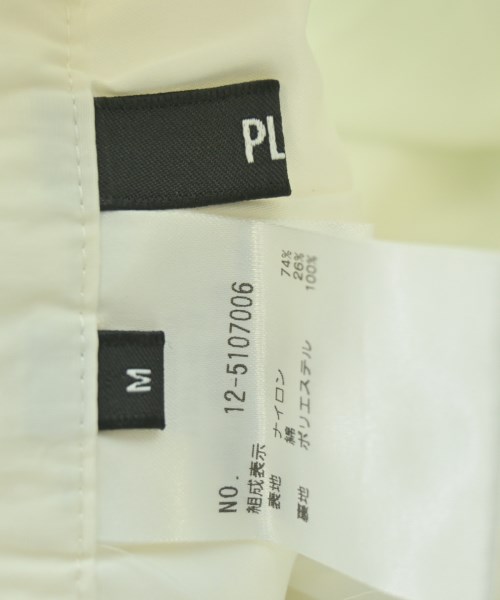 PL
M
NO. 12-5107006
組成表示
表地 ナイロン 74%
綿 26%
裏地 ポリエステル 100%